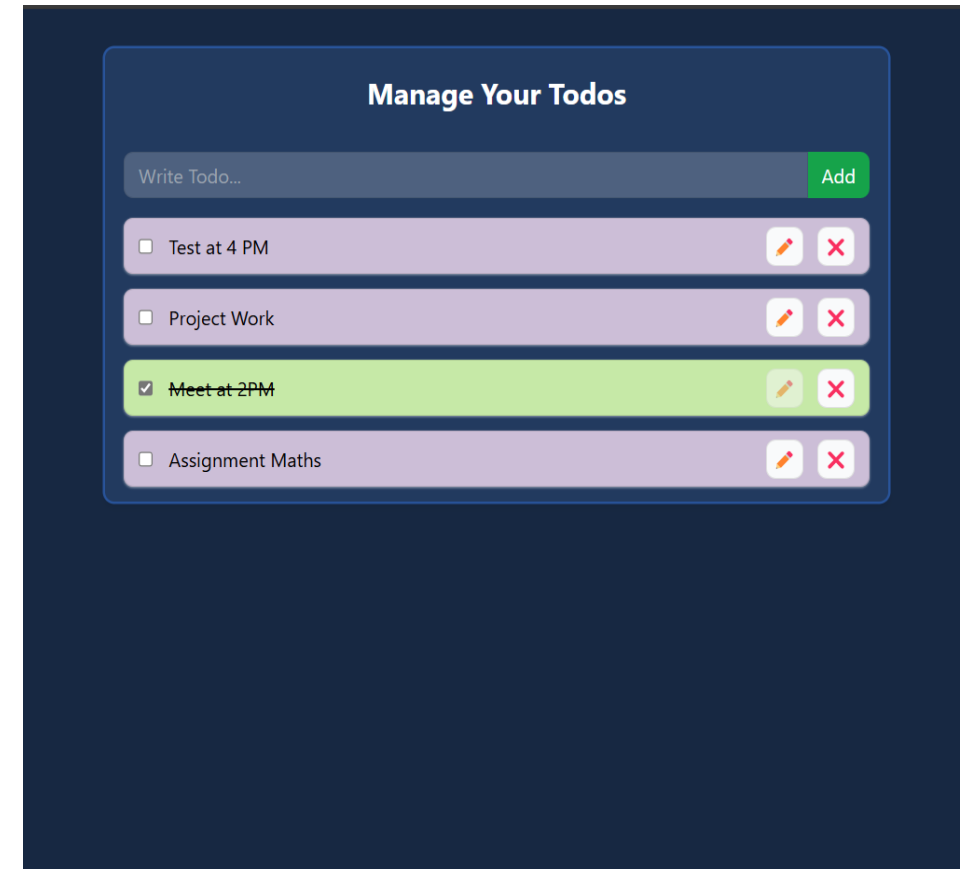 Manage Your Todos
Write Todo...
Add
Test at 4 PM
Project Work
Meet at 2PM
Assignment Maths